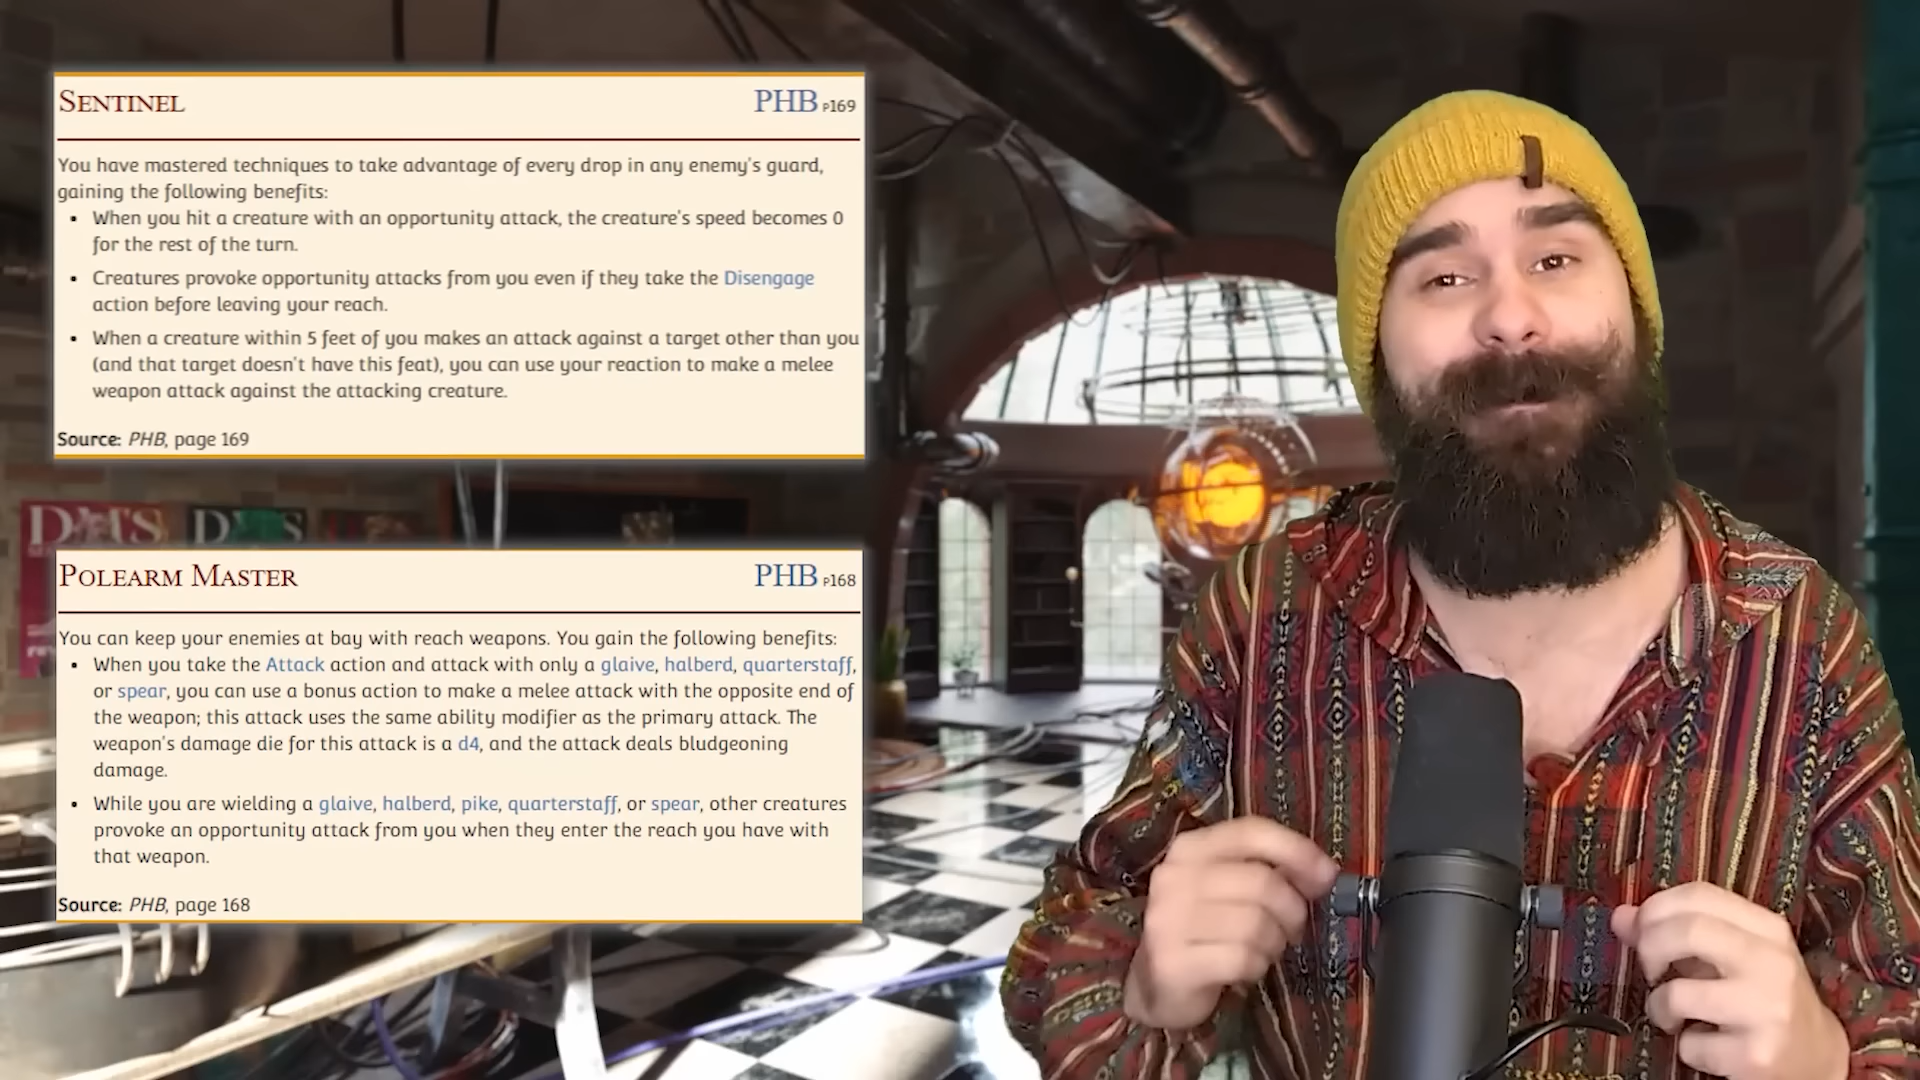 SENTINEL PHB P169
You have mastered techniques to take advantage of every drop in any enemy's guard,
gaining the following benefits:
• When you hit a creature with an opportunity attack, the creature's speed becomes 0
for the rest of the turn.
• Creatures provoke opportunity attacks from you even if they take the Disengage
action before leaving your reach.
• When a creature within 5 feet of you makes an attack against a target other than you
(and that target doesn't have this feat), you can use your reaction to make a melee
weapon attack against the attacking creature.
Source: PHB, page 169
POLEARM MASTER PHB P168
You can keep your enemies at bay with reach weapons. You gain the following benefits:
• When you take the Attack action and attack with only a glaive, halberd, quarterstaff,
or spear, you can use a bonus action to make a melee attack with the opposite end of
the weapon; this attack uses the same ability modifier as the primary attack. The
weapon's damage die for this attack is a d4, and the attack deals bludgeoning
damage.
• While you are wielding a glaive, halberd, pike, quarterstaff, or spear, other creatures
provoke an opportunity attack from you when they enter the reach you have with
that weapon.
Source: PHB, page 168